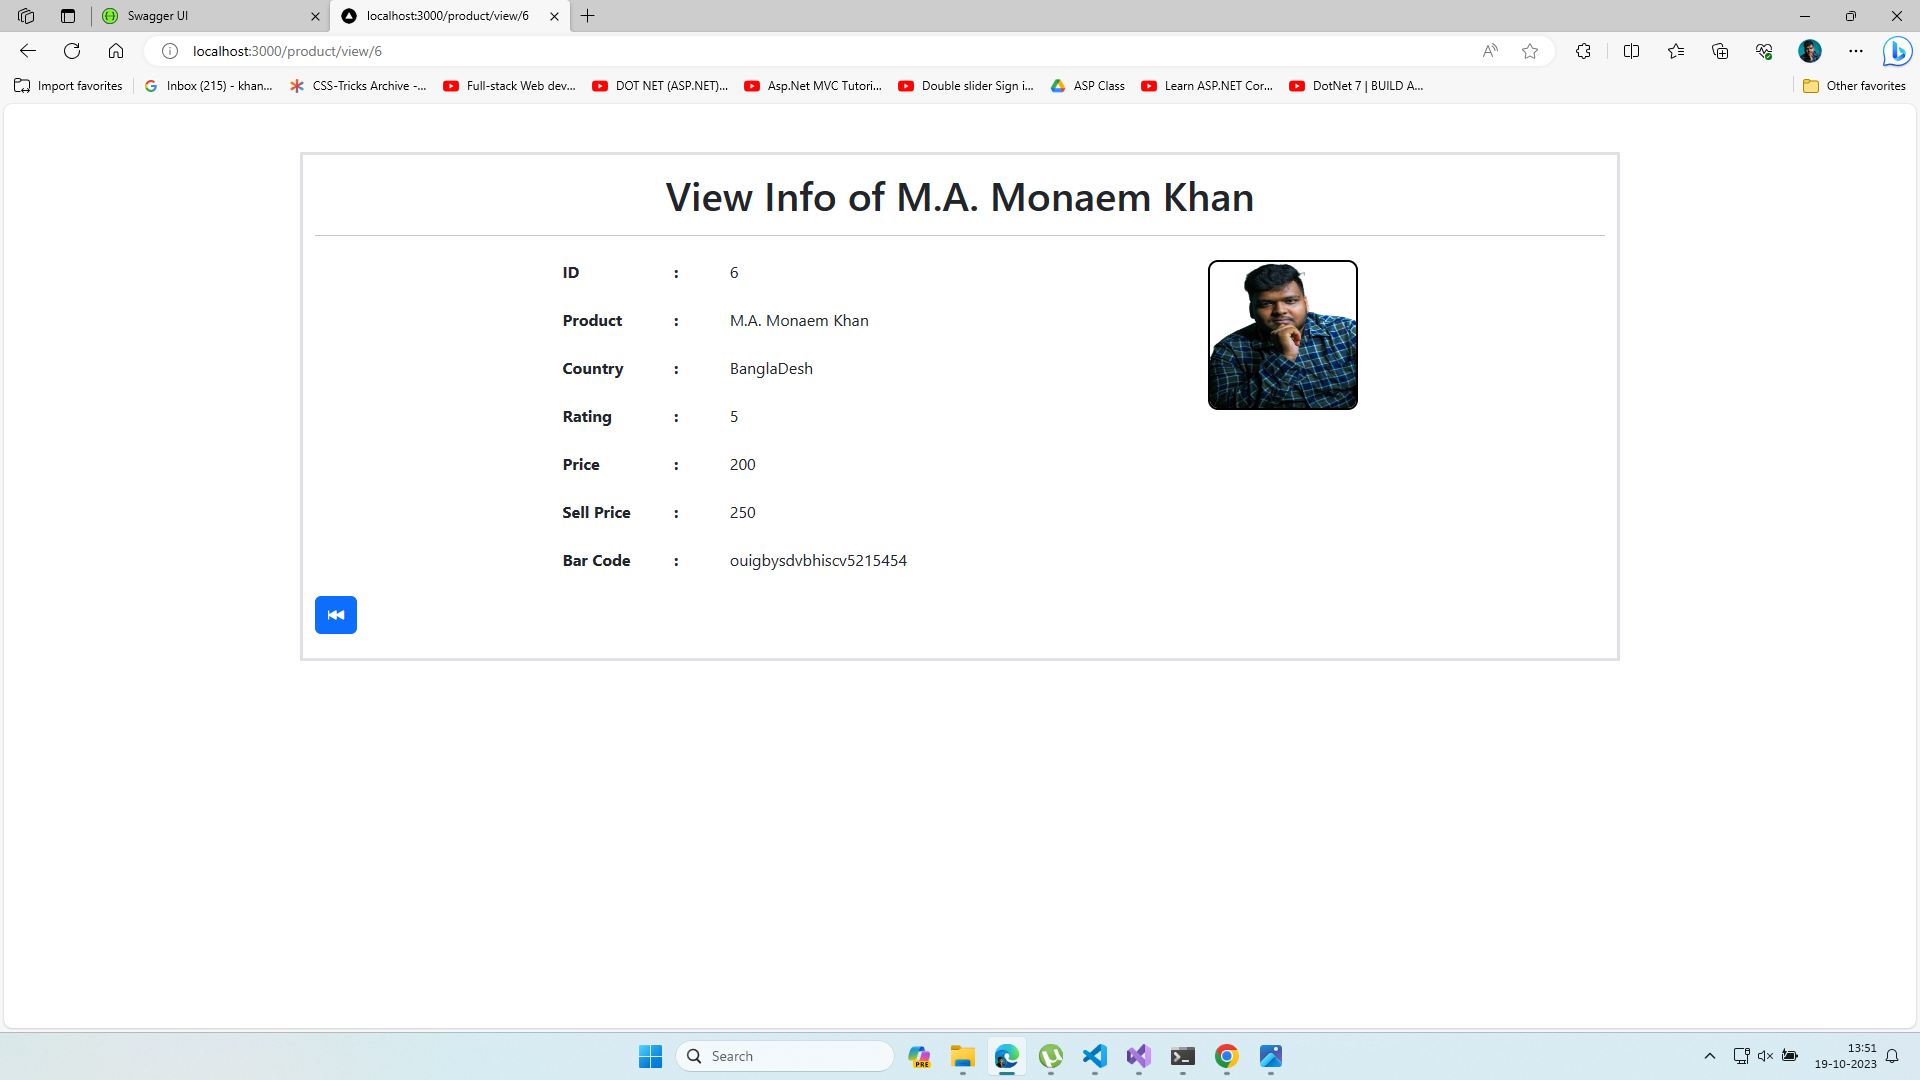 Swagger UI
localhost:3000/product/view/6
localhost:3000/product/view/6
Import favorites
Inbox (215) - khan...
CSS-Tricks Archive -...
Full-stack Web dev...
DOT NET (ASP.NET)...
Asp.Net MVC Tutori...
Double slider Sign i...
ASP Class
Learn ASP.NET Cor...
DotNet 7 | BUILD A...
Other favorites
View Info of M.A. Monaem Khan
ID : 6
Product : M.A. Monaem Khan
Country : BanglaDesh
Rating : 5
Price : 200
Sell Price : 250
Bar Code : ouigbysdvbhiscv5215454
Search
PRE
13:51
19-10-2023